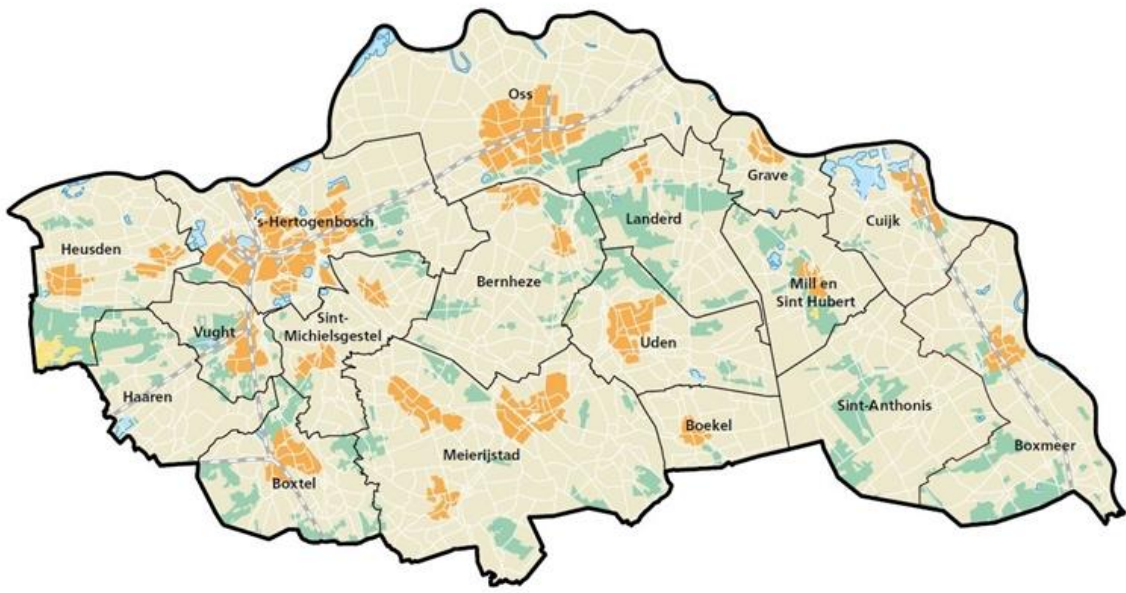 Oss
Grave
's-Hertogenbosch
Landerd
Cuijk
Heusden
Bernheze
Mill en
Sint Hubert
Vught
Sint-
Michielsgestel
Uden
Haaren
Sint-Anthonis
Boekel
Boxmeer
Meierijstad
Boxtel